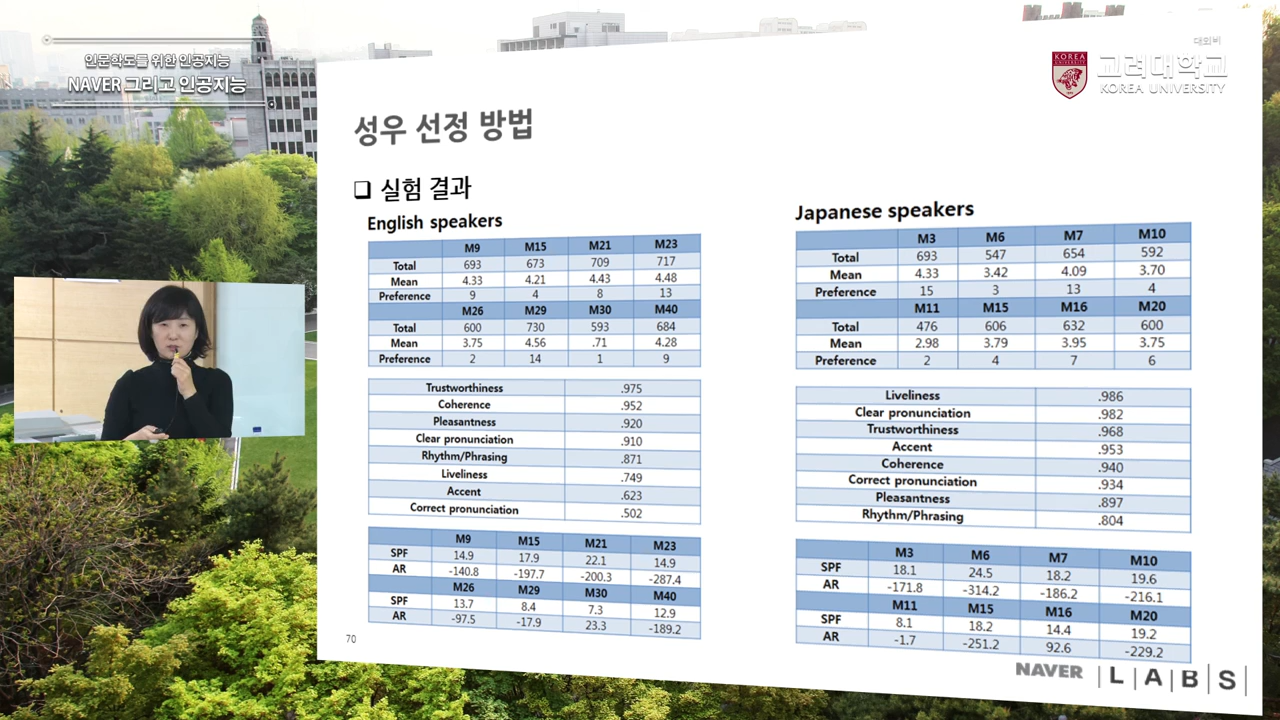 인문학도를 위한 인공지능
NAVER 그리고 인공지능
대외비
KOREA
고려대학교
KOREA UNIVERSITY
성우 선정 방법
❑ 실험 결과
English speakers
M9 M15 M21 M23
Total 693 673 709 717
Mean 4.33 4.21 4.43 4.48
Preference 9 4 8 13
M26 M29 M30 M40
Total 600 730 593 684
Mean 3.75 4.56 .71 4.28
Preference 2 14 1 9
Trustworthiness .975
Coherence .952
Pleasantness .920
Clear pronunciation .910
Rhythm/Phrasing .871
Liveliness .749
Accent .623
Correct pronunciation .502
M9 M15 M21 M23
SPF 14.9 17.9 22.1 14.9
AR -140.8 -197.7 -200.3 -287.4
M26 M29 M30 M40
SPF 13.7 8.4 7.3 12.9
AR -97.5 -17.9 23.3 -189.2
Japanese speakers
M3 M6 M7 M10
Total 693 547 654 592
Mean 4.33 3.42 4.09 3.70
Preference 15 3 13 4
M11 M15 M16 M20
Total 476 606 632 600
Mean 2.98 3.79 3.95 3.75
Preference 2 4 7 6
Liveliness .986
Clear pronunciation .982
Trustworthiness .968
Accent .953
Coherence .940
Correct pronunciation .934
Pleasantness .897
Rhythm/Phrasing .804
M3 M6 M7 M10
SPF 18.1 24.5 18.2 19.6
AR -171.8 -314.2 -186.2 -216.1
M11 M15 M16 M20
SPF 8.1 18.2 14.4 19.2
AR -1.7 -251.2 92.6 -229.2
70
NAVER | L | A | B | S |